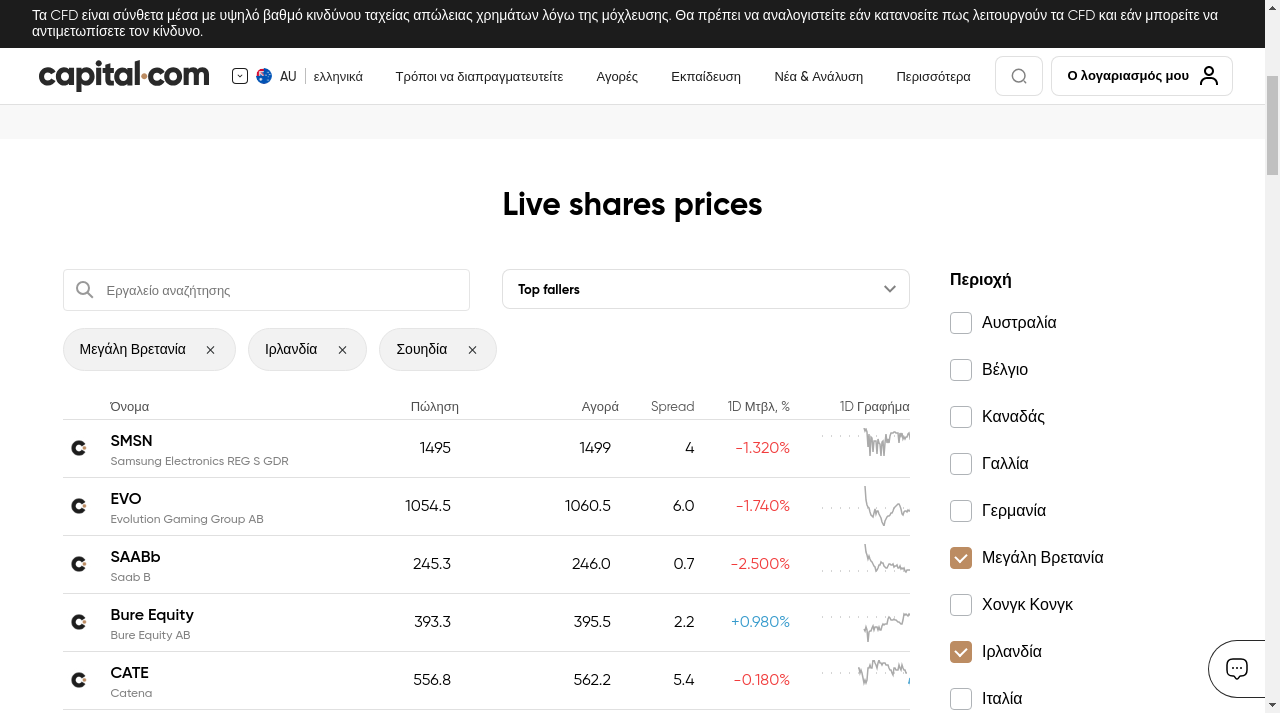 Τα CFD είναι σύνθετα μέσα με υψηλό βαθμό κινδύνου ταχείας απώλειας χρημάτων λόγω της μόχλευσης. Θα πρέπει να αναλογιστείτε εάν κατανοείτε πως λειτουργούν τα CFD και εάν μπορείτε να
αντιμετωπίσετε τον κίνδυνο.
capital.com AU ελληνικά Τρόποι να διαπραγματευτείτε Αγορές Εκπαίδευση Νέα & Ανάλυση Περισσότερα Ο λογαριασμός μου
Live shares prices
Εργαλείο αναζήτησης Top fallers
Μεγάλη Βρετανία Ιρλανδία Σουηδία
Όνομα Πώληση Αγορά Spread 1D Μτβλ, % 1D Γράφημα
SMSN 1495 1499 4 -1.320%
Samsung Electronics REG S GDR
EVO 1054.5 1060.5 6.0 -1.740%
Evolution Gaming Group AB
SAABb 245.3 246.0 0.7 -2.500%
Saab B
Bure Equity 393.3 395.5 2.2 +0.980%
Bure Equity AB
CATE 556.8 562.2 5.4 -0.180%
Catena
Περιοχή
Αυστραλία
Βέλγιο
Καναδάς
Γαλλία
Γερμανία
Μεγάλη Βρετανία
Χονγκ Κονγκ
Ιρλανδία
Ιταλία